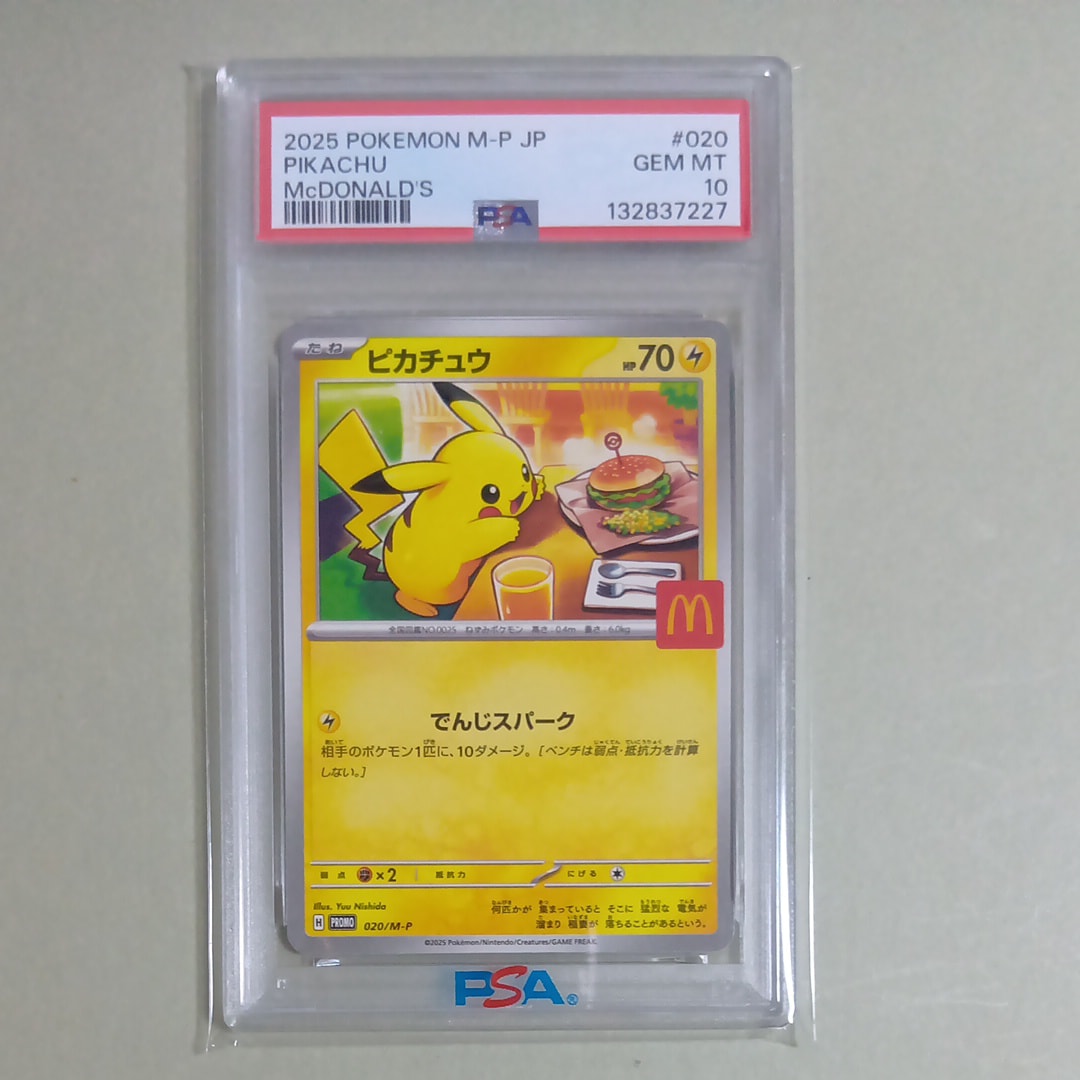 2025 POKEMON M-P JP #020
PIKACHU GEM MT
McDONALD'S 10
132837227
PSA
たね ピカチュウ HP70
全国図鑑NO.0025 ねずみポケモン 高さ:0.4m 重さ:6.0kg
でんじスパーク
相手のポケモン1匹に、10ダメージ。[ベンチは弱点・抵抗力を計算
しない。]
弱点 ×2 抵抗力 にげる
Illus. Yuu Nishida
何匹かが 集まっていると そこに 猛烈な 電気が
溜まり 稲妻が 落ちることがあるという。
H PROMO 020/M-P
©2025 Pokémon/Nintendo/Creatures/GAME FREAK.
PSA®